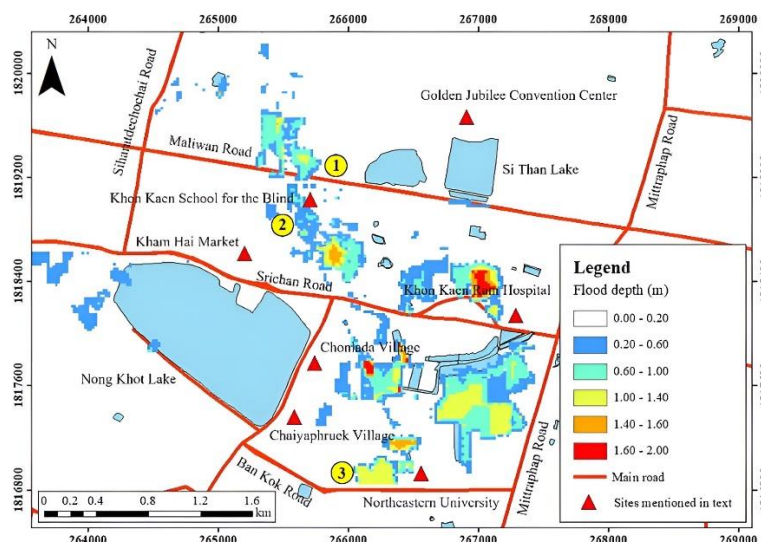 264000 265000 266000 267000 268000 269000
N
1820000
Golden Jubilee Convention Center
Sihanutdechochai Road
Mittraphap Road
Maliwan Road
1
1819200
Si Than Lake
Khon Kaen School for the Blind
2
Kham Hai Market
Srichan Road
1818400
Khon Kaen Ram Hospital
Legend
Flood depth (m)
0.00 - 0.20
0.20 - 0.60
0.60 - 1.00
1.00 - 1.40
1.40 - 1.60
1.60 - 2.00
Main road
Sites mentioned in text
Chomada Village
Nong Khot Lake
1817600
Chaiyaphruek Village
Mittraphap Road
Ban Kok Road
3
Northeastern University
1816800
0 0.2 0.4 0.8 1.2 1.6
km
264000 265000 266000 267000 268000 269000